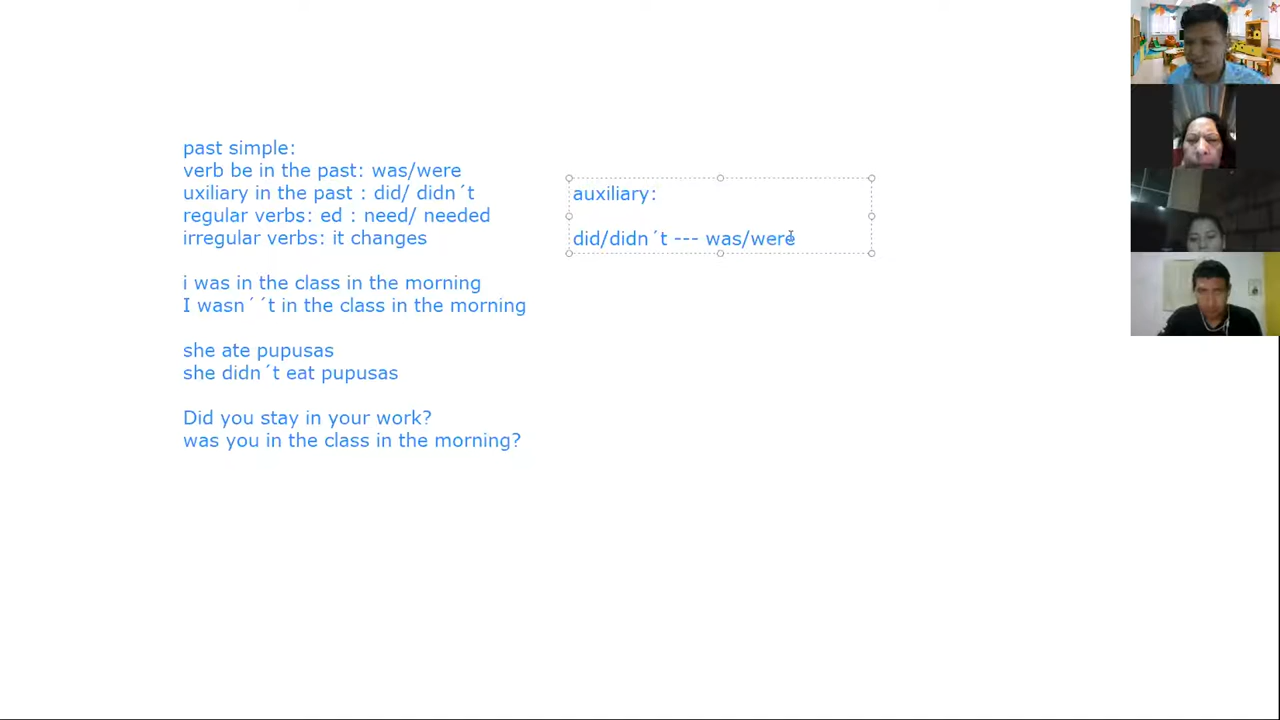 past simple:
verb be in the past: was/were
uxiliary in the past : did/ didn´t
regular verbs: ed : need/ needed
irregular verbs: it changes
i was in the class in the morning
I wasn´´t in the class in the morning
she ate pupusas
she didn´t eat pupusas
Did you stay in your work?
was you in the class in the morning?
auxiliary:
did/didn´t --- was/were